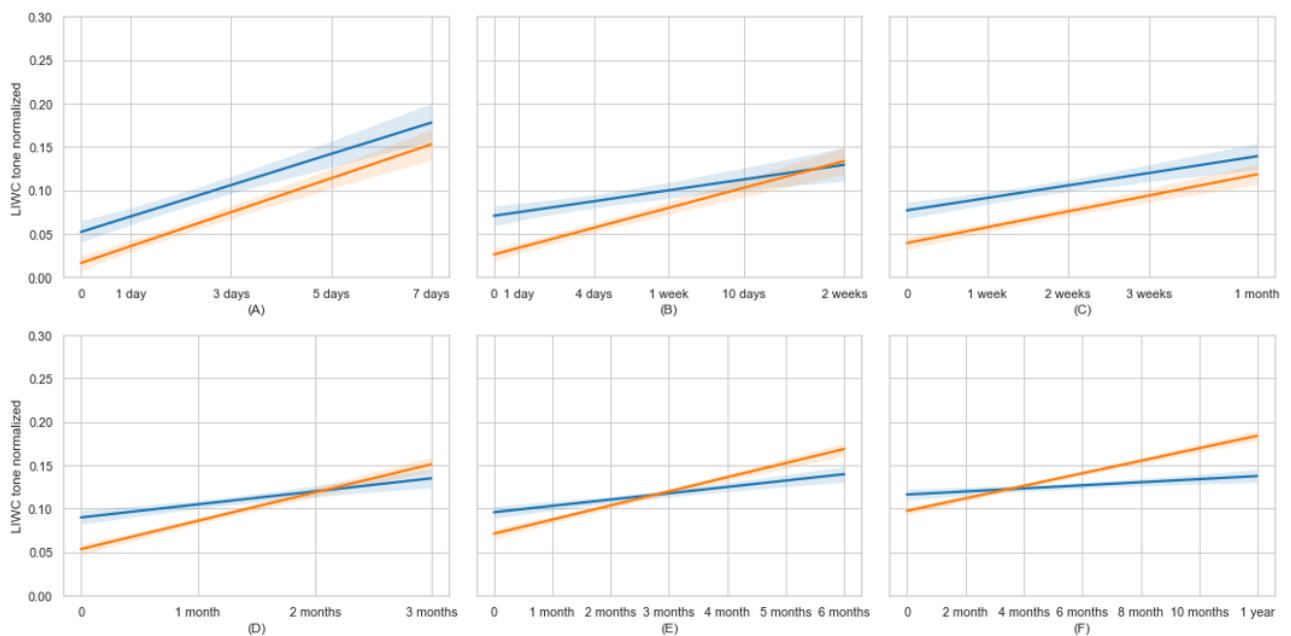 LIWC tone normalized
0.30
0.25
0.20
0.15
0.10
0.05
0.00
0 1 day 3 days 5 days 7 days
(A)
0 1 day 4 days 1 week 10 days 2 weeks
(B)
0 1 week 2 weeks 3 weeks 1 month
(C)
LIWC tone normalized
0.30
0.25
0.20
0.15
0.10
0.05
0.00
0 1 month 2 months 3 months
(D)
0 1 month 2 months 3 months 4 month 5 months 6 months
(E)
0 2 month 4 months 6 months 8 month 10 months 1 year
(F)